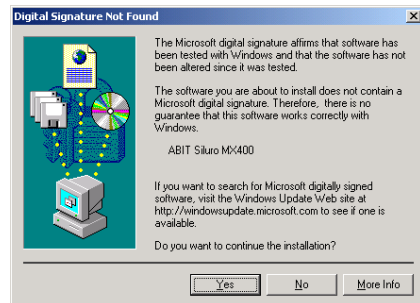 Digital Signature Not Found
The Microsoft digital signature affirms that software has
been tested with Windows and that the software has not
been altered since it was tested.
The software you are about to install does not contain a
Microsoft digital signature. Therefore, there is no
guarantee that this software works correctly with
Windows.
ABIT Siluro MX400
If you want to search for Microsoft digitally signed
software, visit the Windows Update Web site at
http://windowsupdate.microsoft.com to see if one is
available.
Do you want to continue the installation?
Yes No More Info